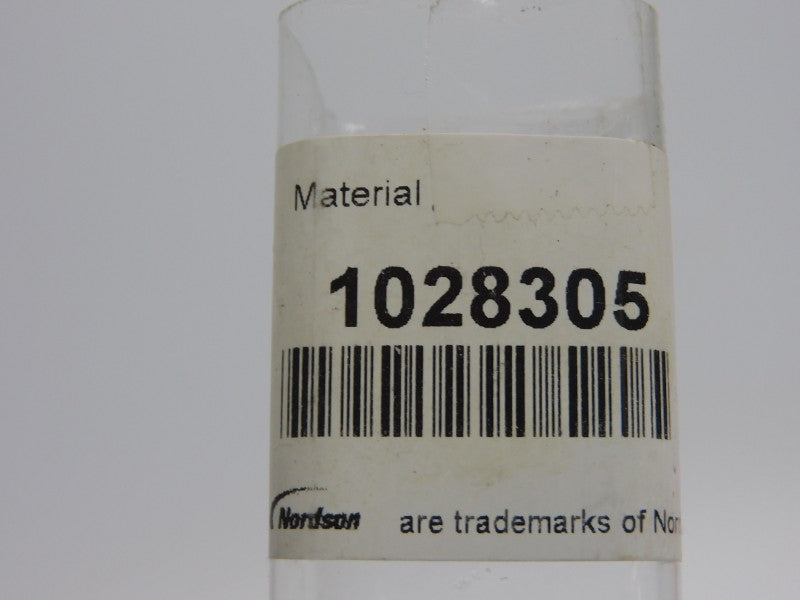 Material
1028305
Nordson are trademarks of Nor